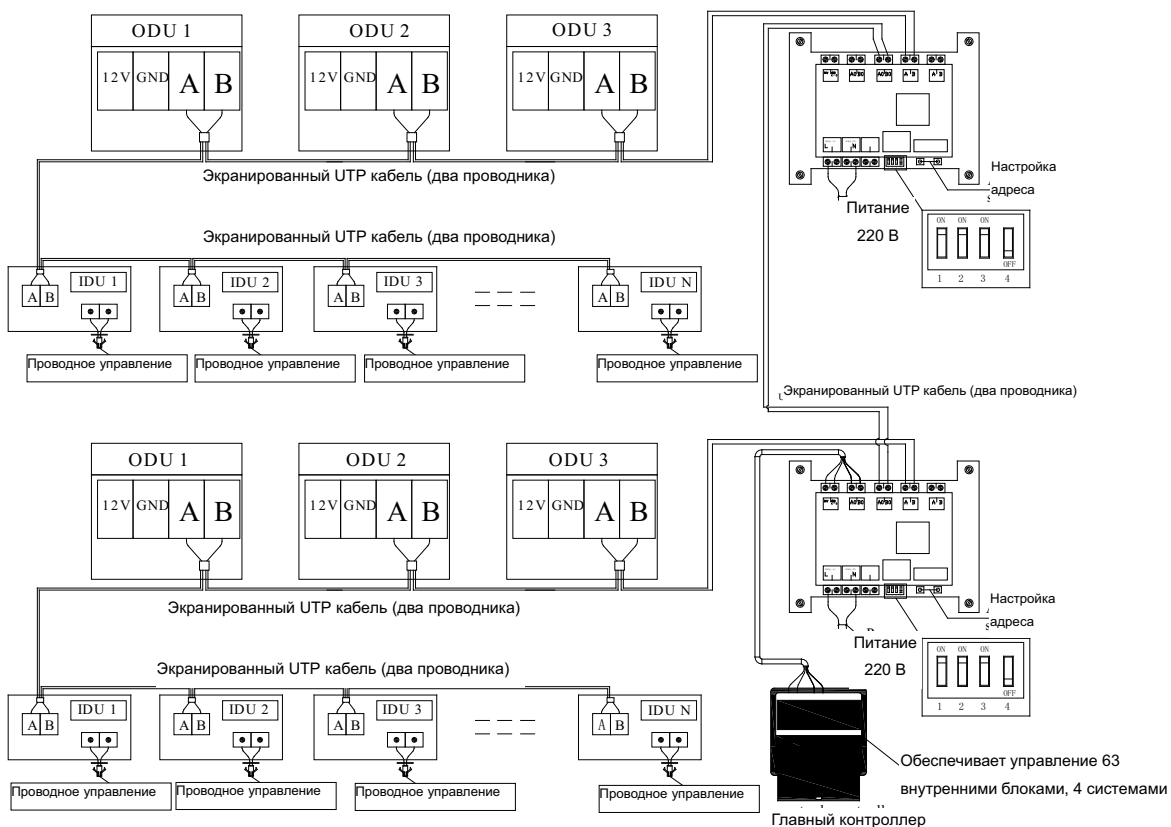 ODU 1
ODU 2
ODU 3
12V GND A B
12V GND A B
12V GND A B
Экранированный UTP кабель (два проводника)
Настройка
адреса
Питание
220 В
L N
A B
A B
ON ON ON
OFF
1 2 3 4
Экранированный UTP кабель (два проводника)
IDU 1
IDU 2
IDU 3
IDU N
A B
A B
A B
A B
Проводное управление
Проводное управление
Проводное управление
Проводное управление
Экранированный UTP кабель (два проводника)
ODU 1
ODU 2
ODU 3
12V GND A B
12V GND A B
12V GND A B
Экранированный UTP кабель (два проводника)
L N
A B
A B
Настройка
адреса
Питание
220 В
ON ON ON
OFF
1 2 3 4
Экранированный UTP кабель (два проводника)
IDU 1
IDU 2
IDU 3
IDU N
A B
A B
A B
A B
Проводное управление
Проводное управление
Проводное управление
Проводное управление
Обеспечивает управление 63
внутренними блоками, 4 системами
Главный контроллер